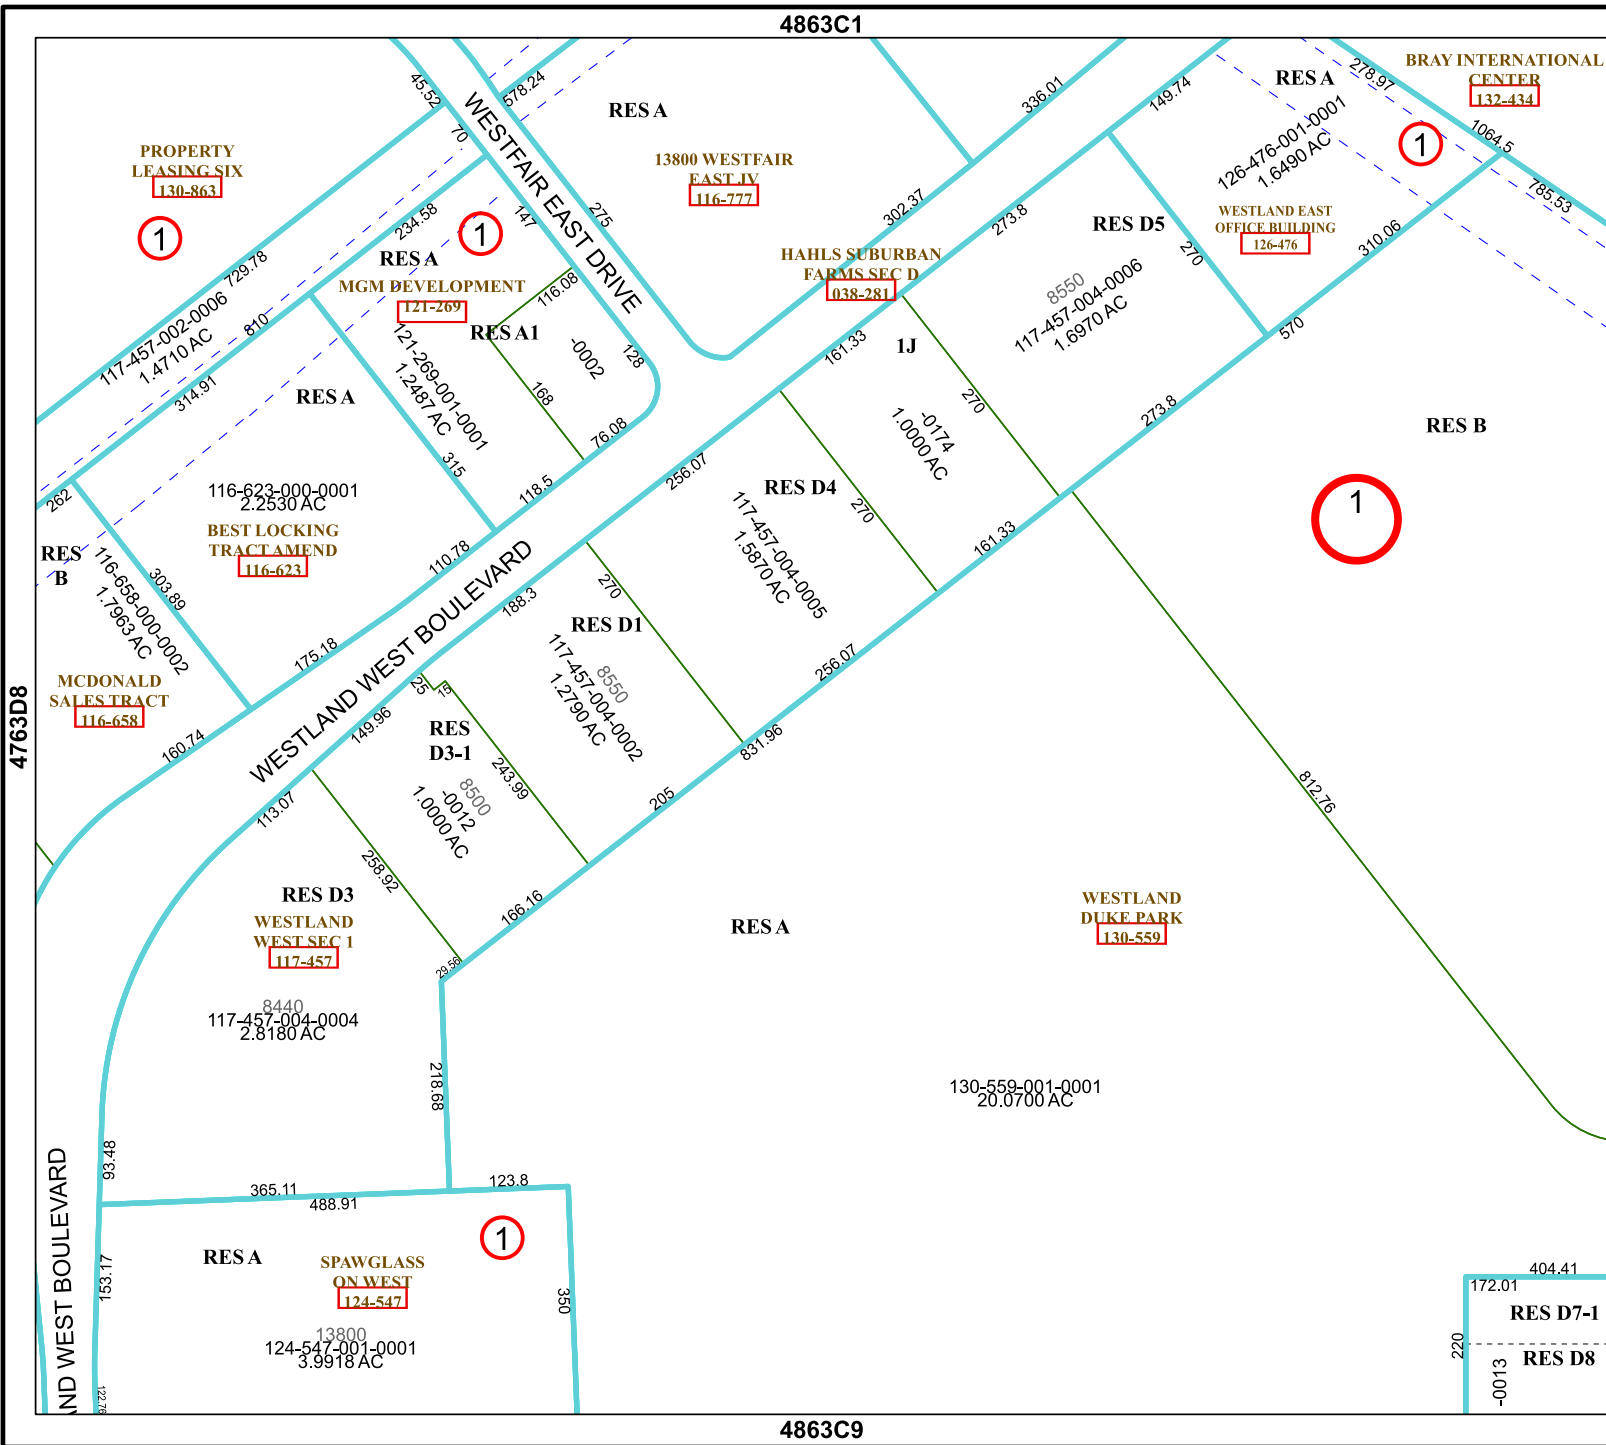 4863C1
BRAY INTERNATIONAL
CENTER
132-434
278.97
1064.5
785.53
RES A
126-476-001-0001
1.6490 AC
1
WESTLAND EAST
OFFICE BUILDING
126-476
149.74
336.01
310.06
570
45.52
578.24
70
WESTFAIR EAST DRIVE
RES A
13800 WESTFAIR
EAST JV
116-777
275
302.37
273.8
RES D5
270
8550
117-457-004-0006
1.6970 AC
273.8
PROPERTY
LEASING SIX
130-863
1
729.78
117-457-002-0006
1.4710 AC
810
314.91
234.58
1
147
RES A
MGM DEVELOPMENT
121-269
RES A1
116.08
-0002
128
168
76.08
121-269-001-0001
1.2487 AC
315
118.5
HAHLS SUBURBAN
FARMS SEC D
038-281
161.33
1J
270
-0174
1.0000 AC
161.33
RES B
1
RES A
262
116-623-000-0001
2.2530 AC
BEST LOCKING
TRACT AMEND
116-623
110.78
175.18
RES
B
303.89
116-658-000-0002
1.7963 AC
MCDONALD
SALES TRACT
116-658
160.74
4763D8
WESTLAND WEST BOULEVARD
256.07
RES D4
270
117-457-004-0005
1.5870 AC
256.07
188.3
270
RES D1
8550
117-457-004-0002
1.2790 AC
831.96
205
25
15
149.96
RES
D3-1
8500
-0012
1.0000 AC
243.99
166.16
113.07
258.92
29.56
RES D3
WESTLAND
WEST SEC 1
117-457
8440
117-457-004-0004
2.8180 AC
218.68
93.48
365.11
488.91
123.8
812.76
RES A
WESTLAND
DUKE PARK
130-559
130-559-001-0001
20.0700 AC
AND WEST BOULEVARD
153.17
1
RES A
SPAWGLASS
ON WEST
124-547
13800
124-547-001-0001
3.9918 AC
350
122.76
404.41
172.01
RES D7-1
220
RES D8
-0013
4863C9